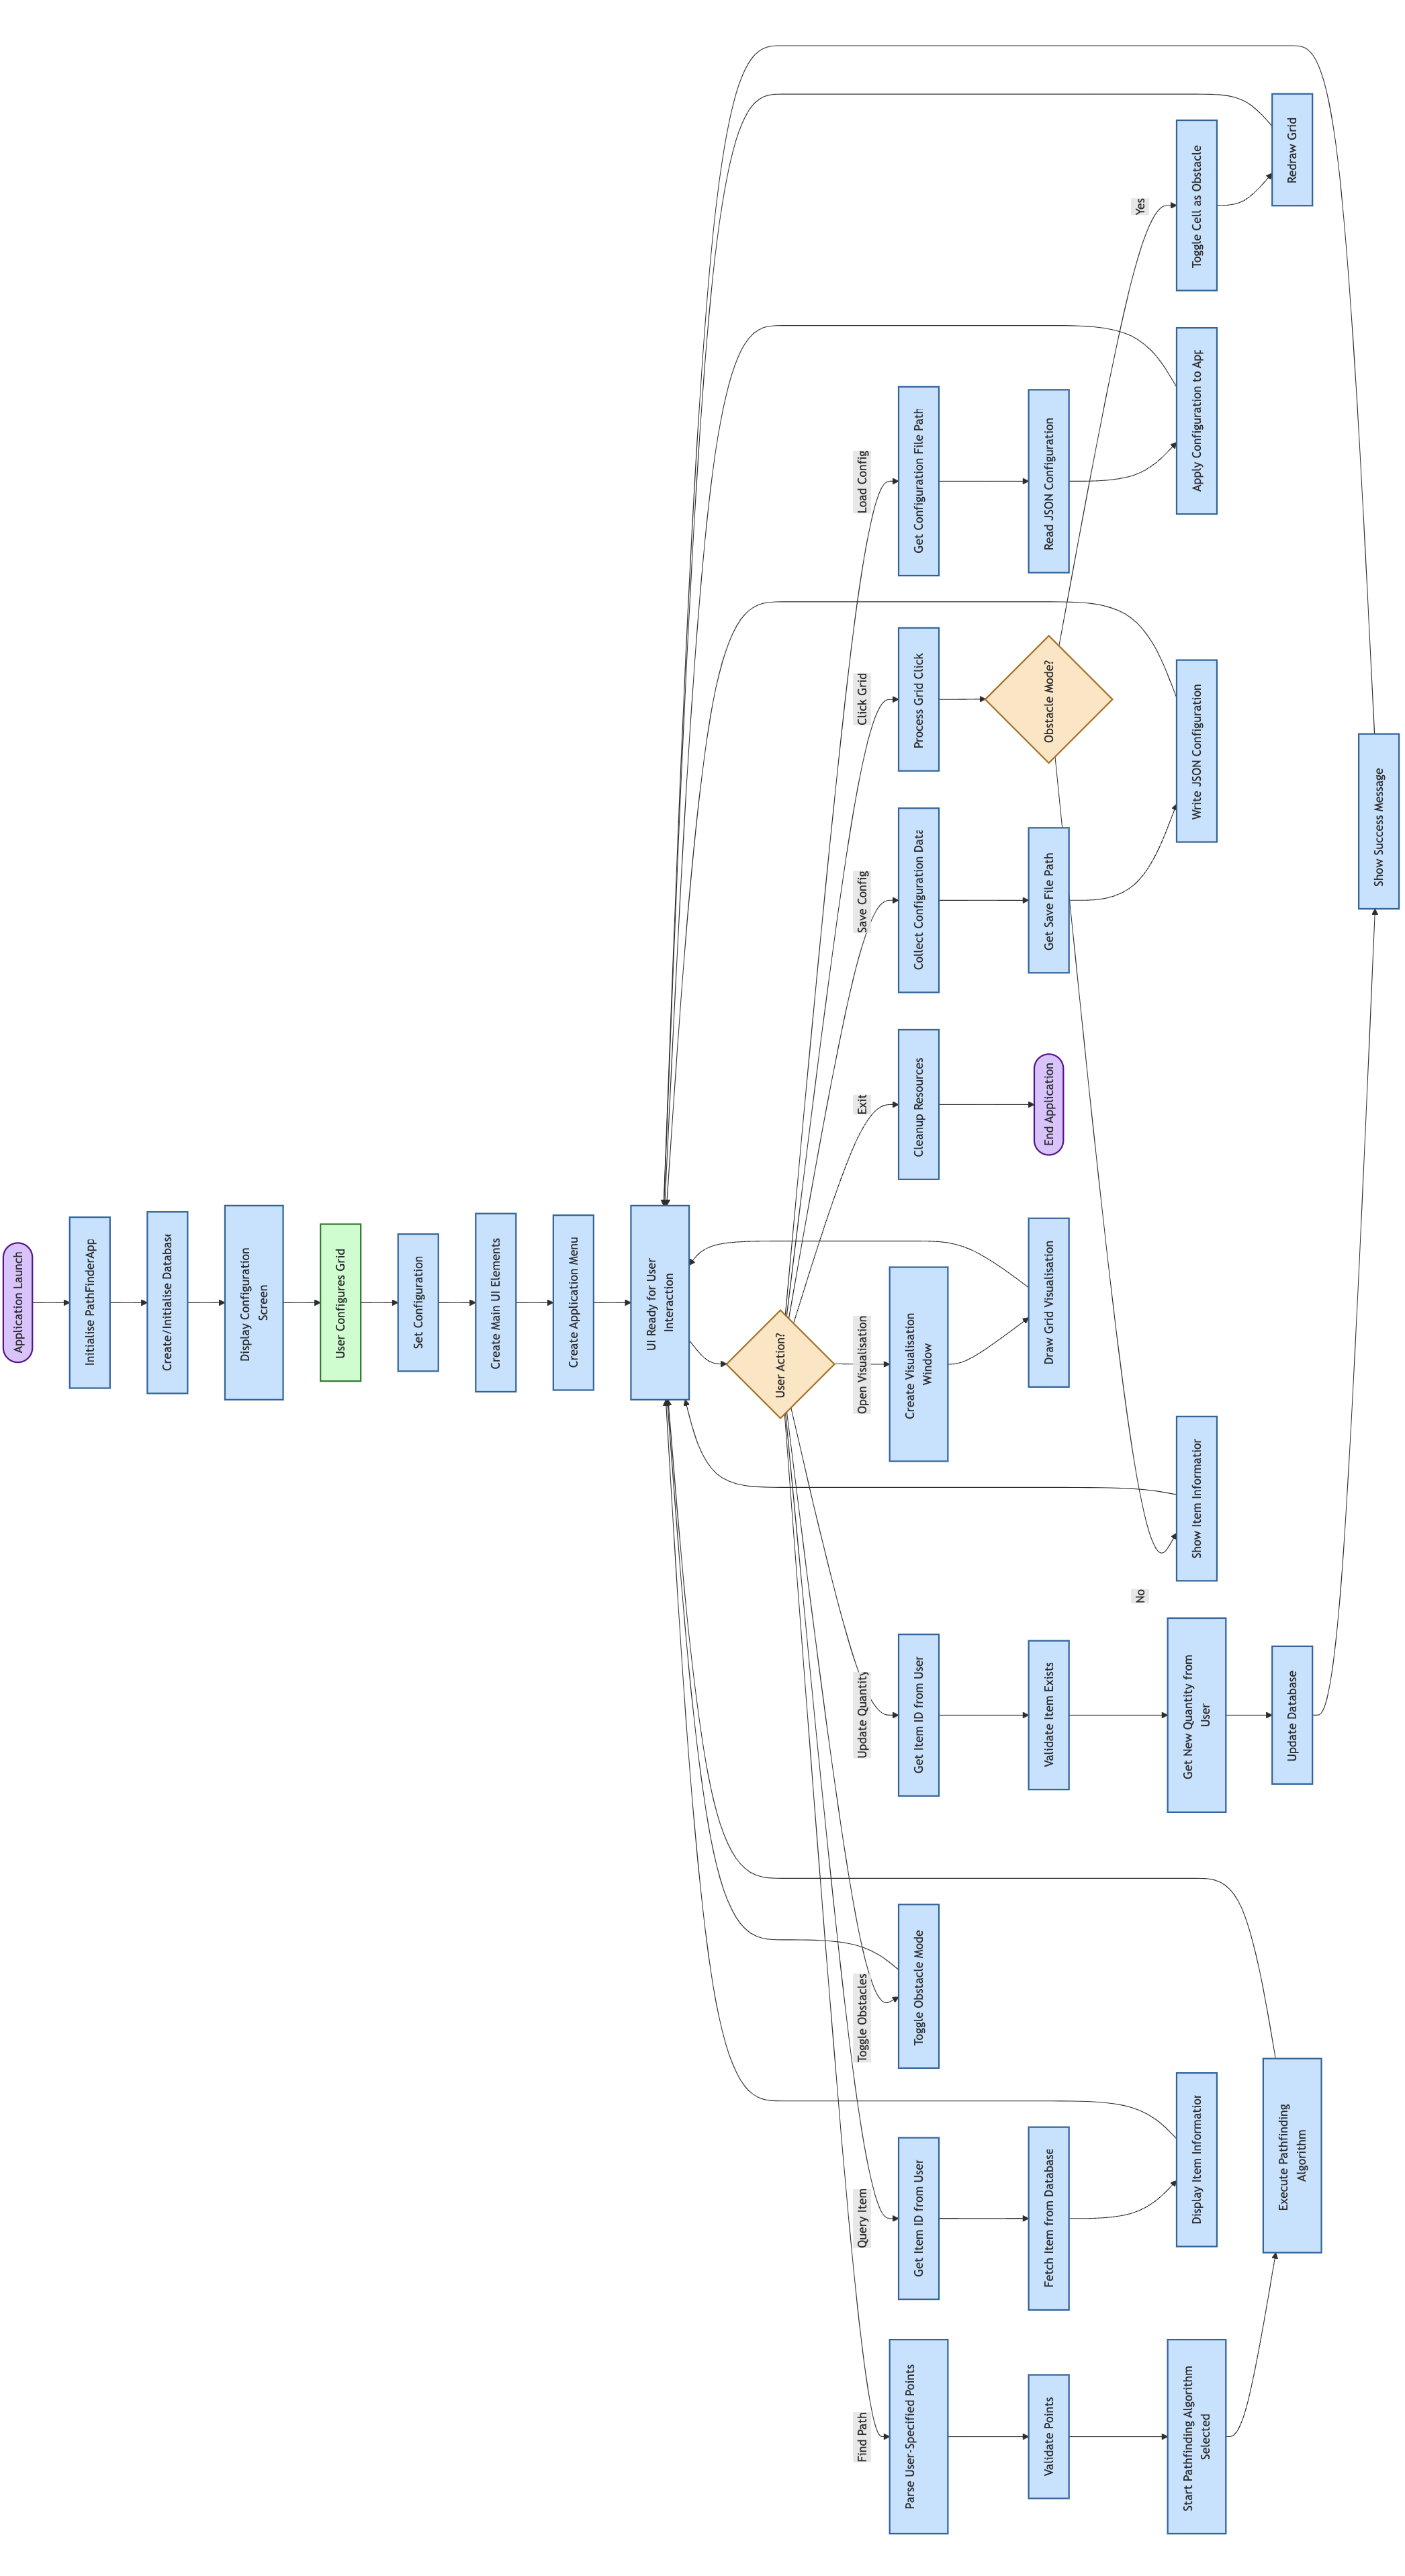 Application Launch
Initialise PathFinderApp
Create/Initialise Database
Display Configuration
Screen
User Configures Grid
Set Configuration
Create Main UI Elements
Create Application Menu
UI Ready for User
Interaction
User Action?
Find Path
Query Item
Toggle Obstacles
Update Quantity
Open Visualisation
Exit
Save Config
Click Grid
Load Config
Parse User-Specified Points
Get Item ID from User
Toggle Obstacle Mode
Get Item ID from User
Create Visualisation
Window
Cleanup Resources
Collect Configuration Data
Process Grid Click
Get Configuration File Path
Validate Points
Fetch Item from Database
Validate Item Exists
Draw Grid Visualisation
End Application
Get Save File Path
Obstacle Mode?
Read JSON Configuration
No
Yes
Start Pathfinding Algorithm
Selected
Display Item Information
Get New Quantity from
User
Show Item Information
Write JSON Configuration
Apply Configuration to App
Toggle Cell as Obstacle
Execute Pathfinding
Algorithm
Update Database
Redraw Grid
Show Success Message